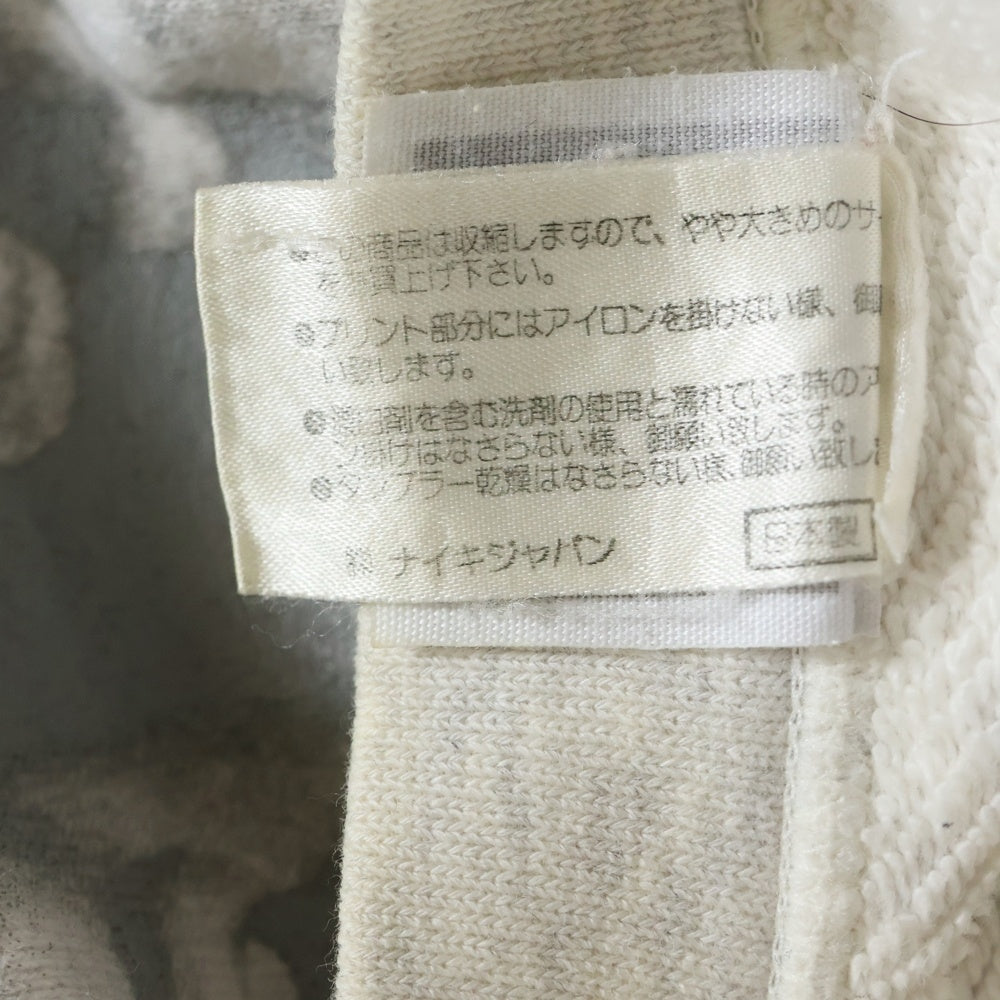 商品は収縮しますので、やや大きめのサ
買上げ下さい。
プリント部分にはアイロンを掛けない様、御
い致します。
剤を含む洗剤の使用と濡れている時のア
掛けはなさらない様、御願い致します。
タンブラー乾燥はなさらない様、御願い致し
ナイキジャパン
日本製